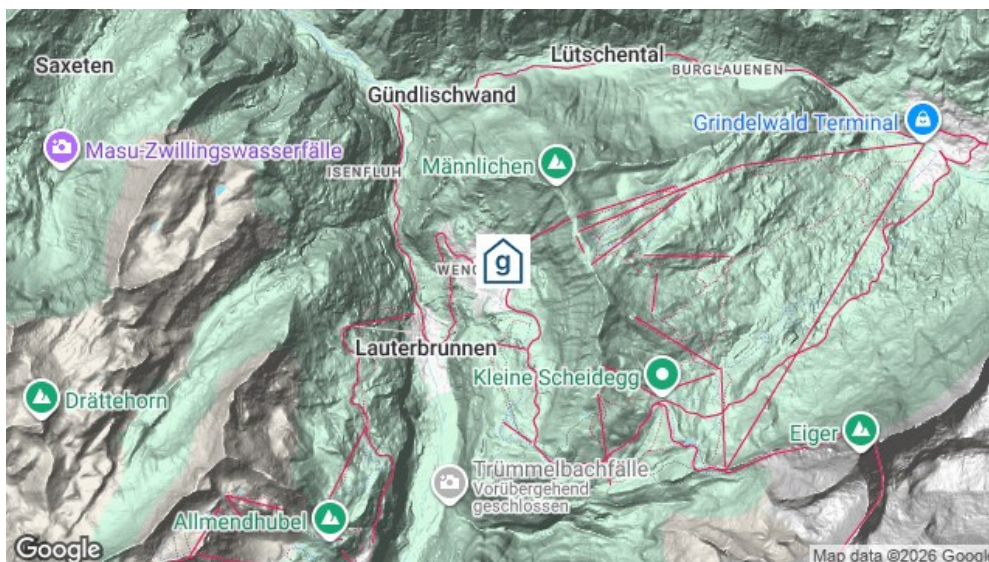 Saxeten
Lütschental
BURGLAUENEN
Gündlischwand
Grindelwald Terminal
Masu-Zwillingswasserfälle
Männlichen
ISENFLUH
g
WENG
Lauterbrunnen
Kleine Scheidegg
Drättehorn
Eiger
Trümmelbachfälle
Vorübergehend
geschlossen
Allmendhubel
Google
Map data ©2026 Google